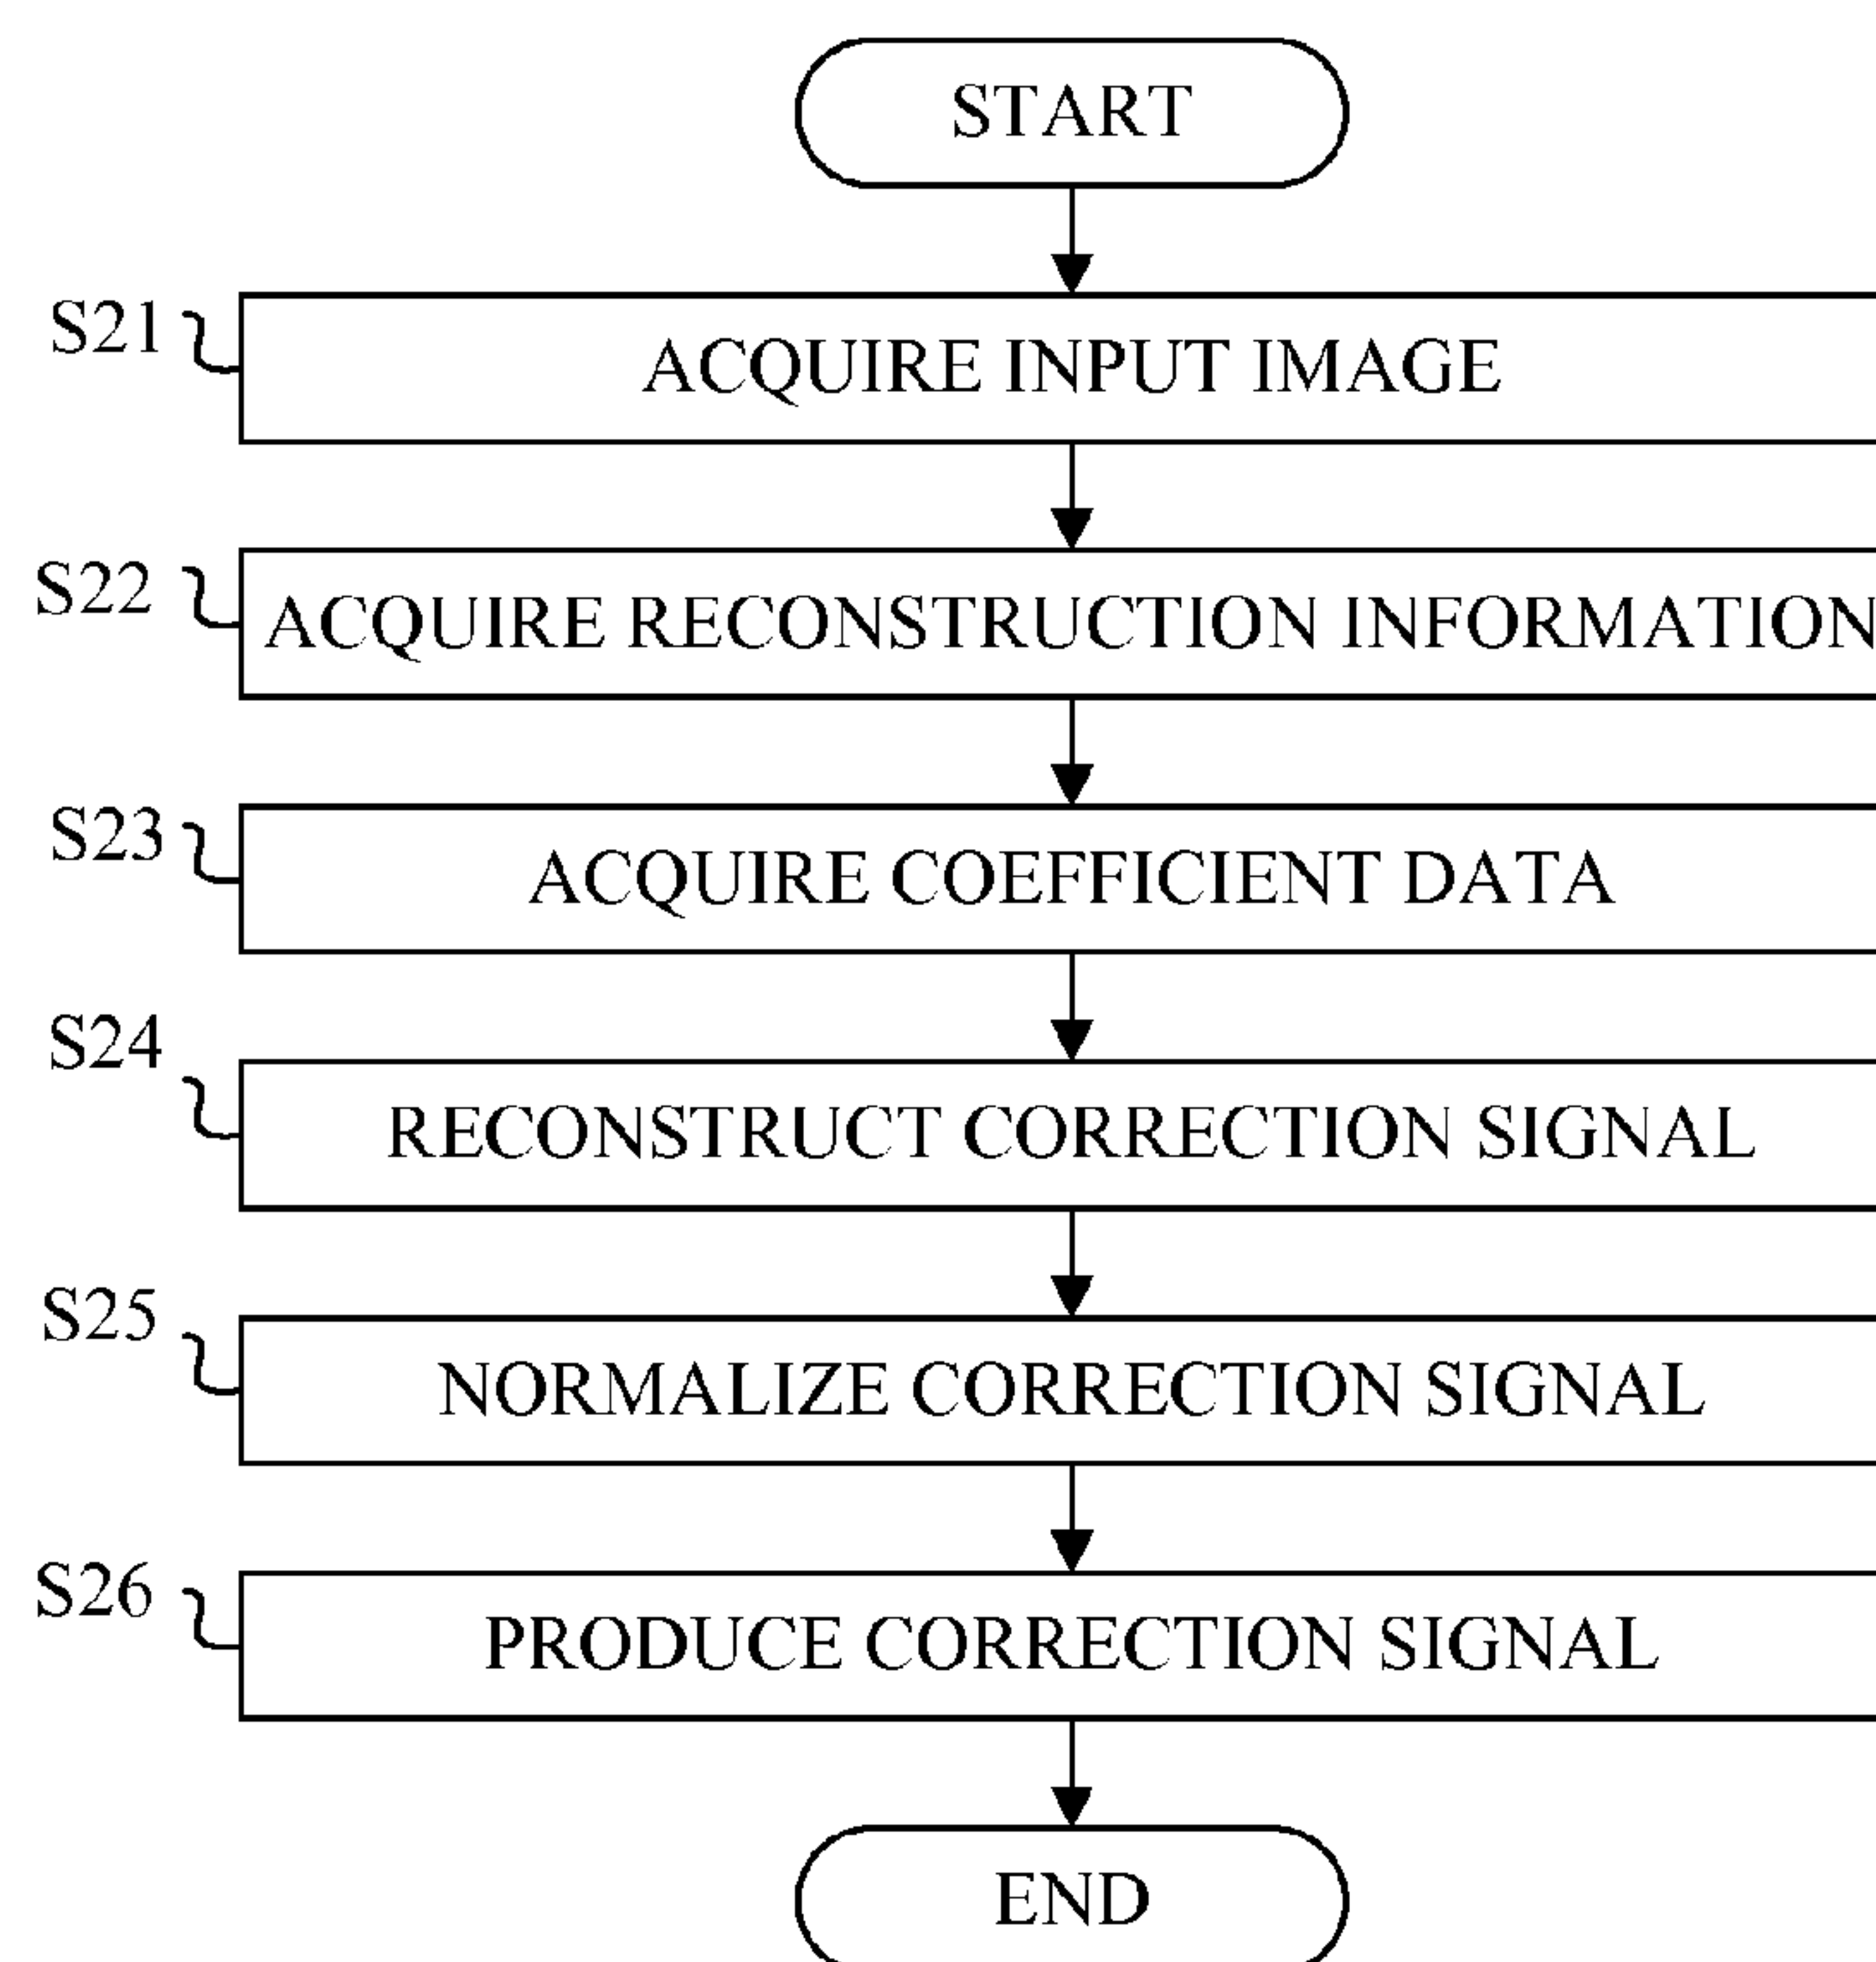 START
S21
ACQUIRE INPUT IMAGE
S22
ACQUIRE RECONSTRUCTION INFORMATION
S23
ACQUIRE COEFFICIENT DATA
S24
RECONSTRUCT CORRECTION SIGNAL
S25
NORMALIZE CORRECTION SIGNAL
S26
PRODUCE CORRECTION SIGNAL
END